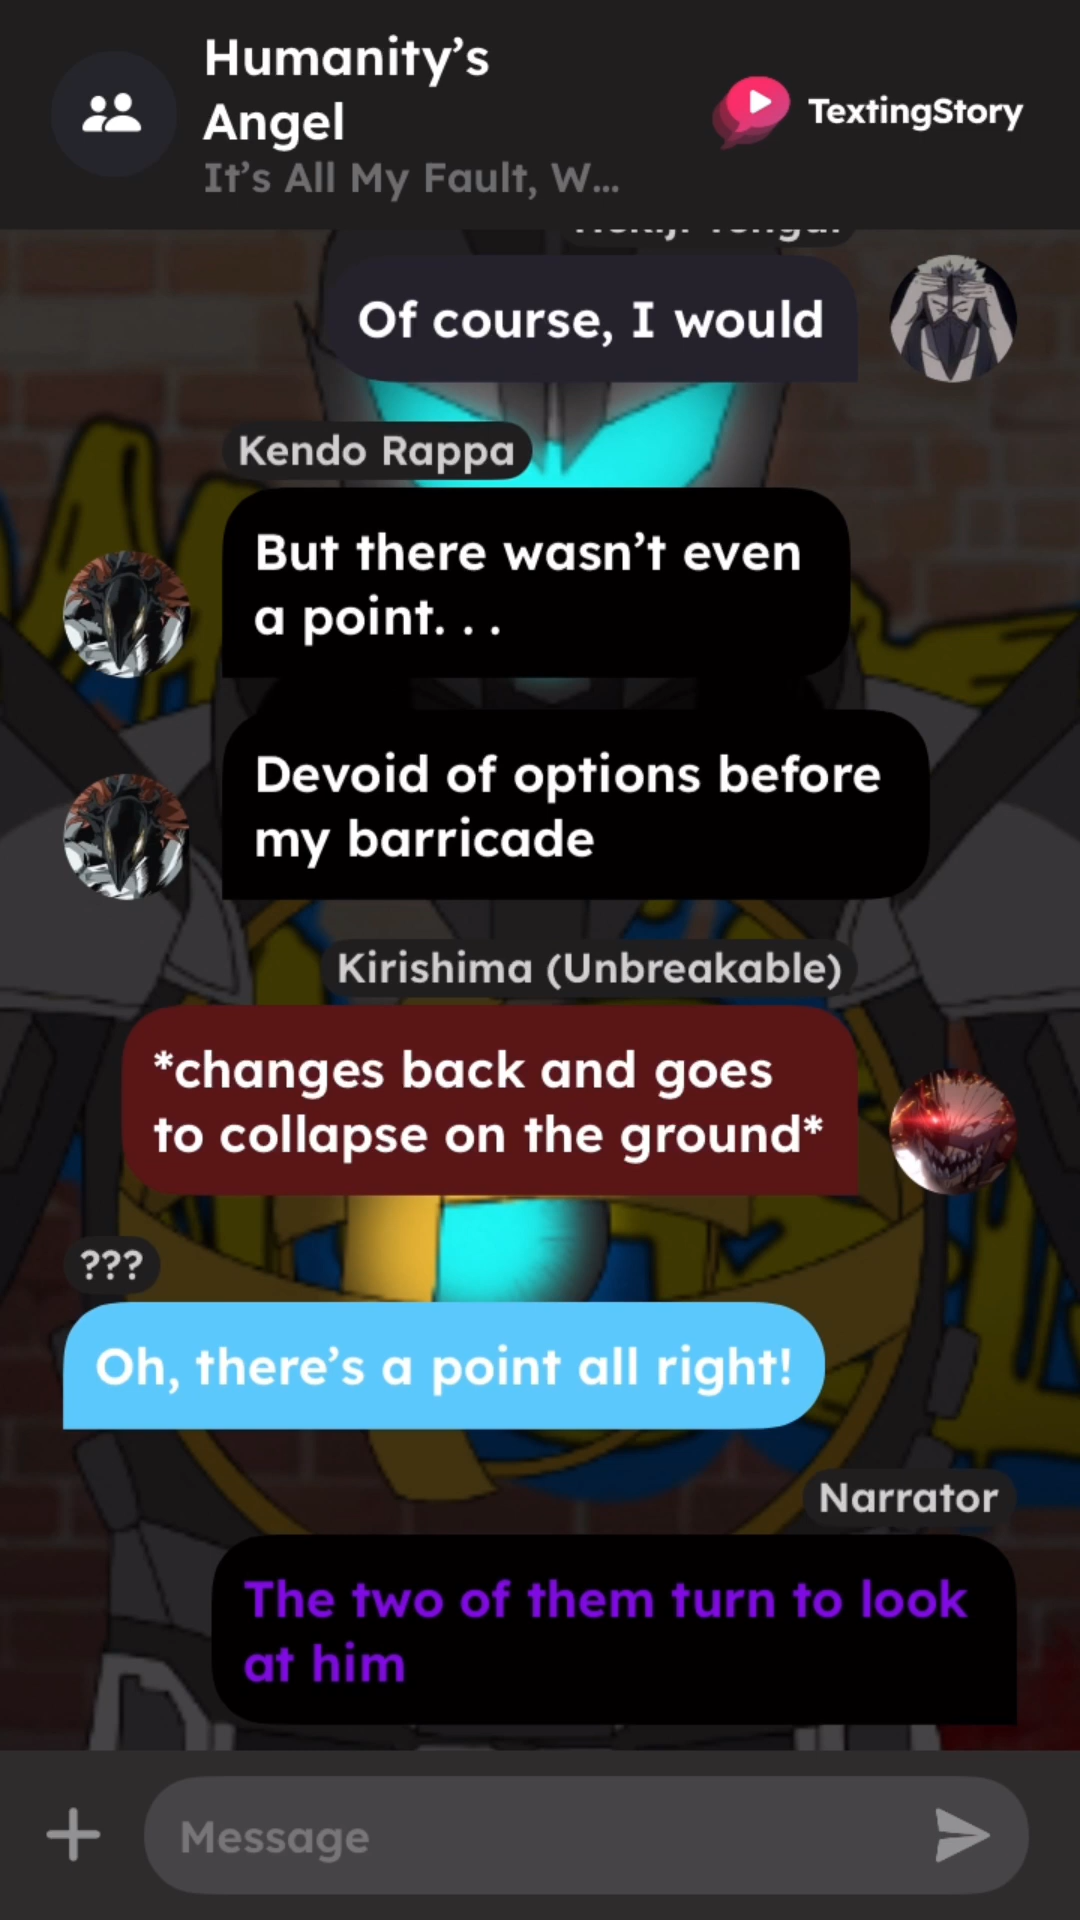 Humanity’s
Angel
It’s All My Fault, W...
TextingStory
Of course, I would
Kendo Rappa
But there wasn’t even
a point. . .
Devoid of options before
my barricade
Kirishima (Unbreakable)
*changes back and goes
to collapse on the ground*
???
Oh, there’s a point all right!
Narrator
The two of them turn to look
at him
Message